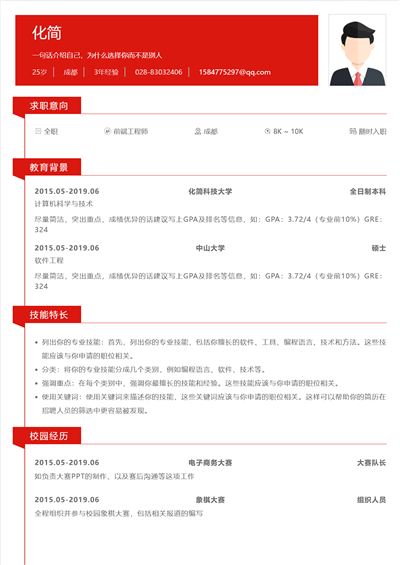 化简
一句话介绍自己，为什么选择你而不是别人
25岁 | 成都 | 3年经验 | 028-83032406 | 1584775297@qq.com
求职意向
全职 前端工程师 成都 8K ~ 10K 随时入职
教育背景
2015.05-2019.06 化简科技大学 全日制本科
计算机科学与技术
尽量简洁，突出重点，成绩优异的话建议写上GPA及排名等信息，如：GPA：3.72/4（专业前10%）GRE：
324
2015.05-2019.06 中山大学 硕士
软件工程
尽量简洁，突出重点，成绩优异的话建议写上GPA及排名等信息，如：GPA：3.72/4（专业前10%）GRE：
324
技能特长
• 列出你的专业技能：首先，列出你的专业技能，包括你擅长的软件、工具、编程语言、技术和方法。这些技
能应该与你申请的职位相关。
• 分类：将你的专业技能分成几个类别，例如编程语言、软件、技术等。
• 强调重点：在每个类别中，强调你最擅长的技能和经验。这些技能应该与你申请的职位相关。
• 使用关键词：使用关键词来描述你的技能，这些关键词应该与你申请的职位相关。这样可以帮助你的简历在
招聘人员的筛选中更容易被发现。
校园经历
2015.05-2019.06 电子商务大赛 大赛队长
如负责大赛PPT的制作，以及赛后沟通等这项工作
2015.05-2019.06 象棋大赛 组织人员
全程组织并参与校园象棋大赛，包括相关报道的编写